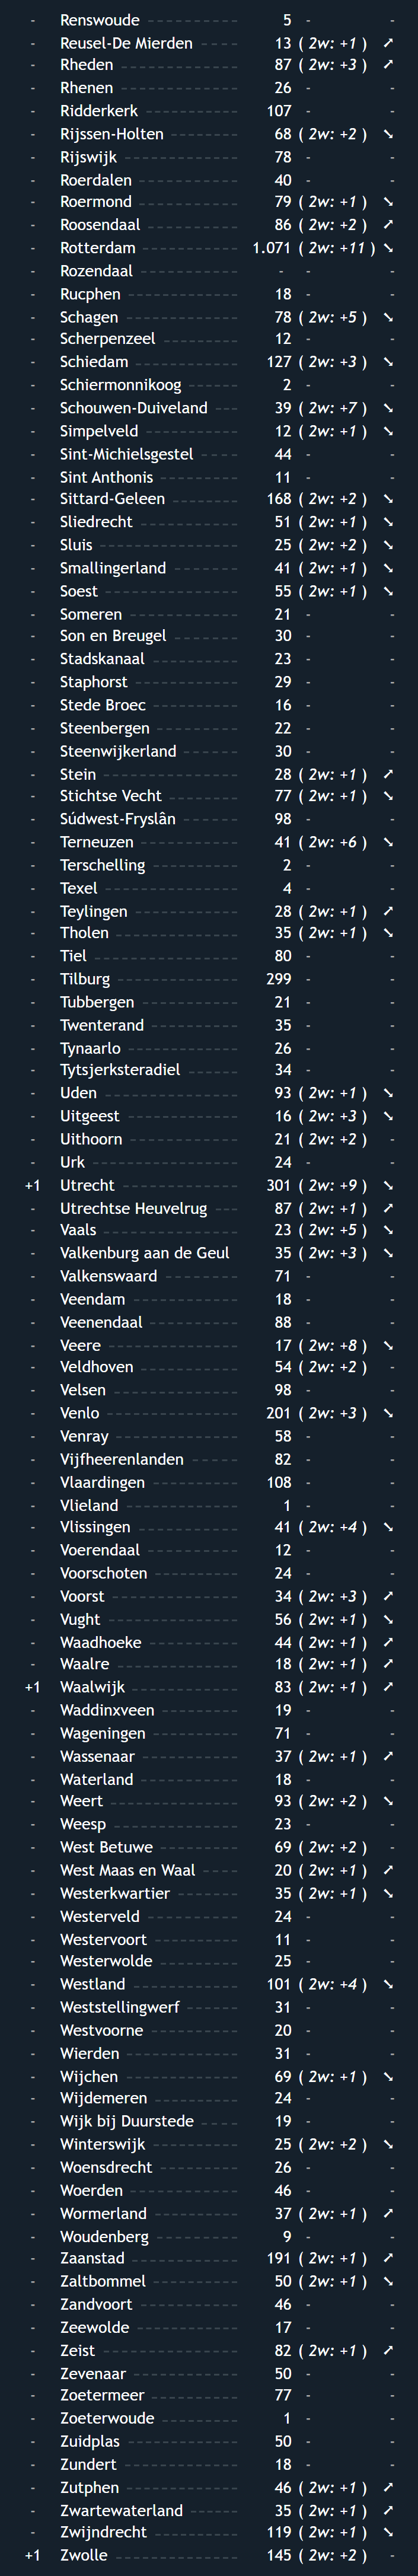 - Renswoude ------ 5 - -
- Reusel-De Mierden ------ 13 ( 2w: +1 ) ➚
- Rheden ------ 87 ( 2w: +3 ) ➚
- Rhenen ------ 26 - -
- Ridderkerk ------ 107 - -
- Rijssen-Holten ------ 68 ( 2w: +2 ) ➘
- Rijswijk ------ 78 - -
- Roerdalen ------ 40 - -
- Roermond ------ 79 ( 2w: +1 ) ➘
- Roosendaal ------ 86 ( 2w: +2 ) ➚
- Rotterdam ------ 1.071 ( 2w: +11 ) ➘
- Rozendaal ------ - - -
- Rucphen ------ 18 - -
- Schagen ------ 78 ( 2w: +5 ) ➘
- Scherpenzeel ------ 12 - -
- Schiedam ------ 127 ( 2w: +3 ) ➘
- Schiermonnikoog ------ 2 - -
- Schouwen-Duiveland ------ 39 ( 2w: +7 ) ➘
- Simpelveld ------ 12 ( 2w: +1 ) ➘
- Sint-Michielsgestel ------ 44 - -
- Sint Anthonis ------ 11 - -
- Sittard-Geleen ------ 168 ( 2w: +2 ) ➘
- Sliedrecht ------ 51 ( 2w: +1 ) ➘
- Sluis ------ 25 ( 2w: +2 ) ➘
- Smallingerland ------ 41 ( 2w: +1 ) ➘
- Soest ------ 55 ( 2w: +1 ) ➘
- Someren ------ 21 - -
- Son en Breugel ------ 30 - -
- Stadskanaal ------ 23 - -
- Staphorst ------ 29 - -
- Stede Broec ------ 16 - -
- Steenbergen ------ 22 - -
- Steenwijkerland ------ 30 - -
- Stein ------ 28 ( 2w: +1 ) ➚
- Stichtse Vecht ------ 77 ( 2w: +1 ) ➘
- Súdwest-Fryslân ------ 98 - -
- Terneuzen ------ 41 ( 2w: +6 ) ➘
- Terschelling ------ 2 - -
- Texel ------ 4 - -
- Teylingen ------ 28 ( 2w: +1 ) ➚
- Tholen ------ 35 ( 2w: +1 ) ➘
- Tiel ------ 80 - -
- Tilburg ------ 299 - -
- Tubbergen ------ 21 - -
- Twenterand ------ 35 - -
- Tynaarlo ------ 26 - -
- Tytsjerksteradiel ------ 34 - -
- Uden ------ 93 ( 2w: +1 ) ➘
- Uitgeest ------ 16 ( 2w: +3 ) ➘
- Uithoorn ------ 21 ( 2w: +2 ) -
- Urk ------ 24 - -
+1 Utrecht ------ 301 ( 2w: +9 ) ➘
- Utrechtse Heuvelrug ------ 87 ( 2w: +1 ) ➚
- Vaals ------ 23 ( 2w: +5 ) ➘
- Valkenburg aan de Geul 35 ( 2w: +3 ) ➘
- Valkenswaard ------ 71 - -
- Veendam ------ 18 - -
- Veenendaal ------ 88 - -
- Veere ------ 17 ( 2w: +8 ) ➘
- Veldhoven ------ 54 ( 2w: +2 ) -
- Velsen ------ 98 - -
- Venlo ------ 201 ( 2w: +3 ) ➘
- Venray ------ 58 - -
- Vijfheerenlanden ------ 82 - -
- Vlaardingen ------ 108 - -
- Vlieland ------ 1 - -
- Vlissingen ------ 41 ( 2w: +4 ) ➘
- Voerendaal ------ 12 - -
- Voorschoten ------ 24 - -
- Voorst ------ 34 ( 2w: +3 ) ➚
- Vught ------ 56 ( 2w: +1 ) ➘
- Waadhoeke ------ 44 ( 2w: +1 ) ➚
- Waalre ------ 18 ( 2w: +1 ) ➚
+1 Waalwijk ------ 83 ( 2w: +1 ) ➚
- Waddinxveen ------ 19 - -
- Wageningen ------ 71 - -
- Wassenaar ------ 37 ( 2w: +1 ) ➚
- Waterland ------ 18 - -
- Weert ------ 93 ( 2w: +2 ) ➘
- Weesp ------ 23 - -
- West Betuwe ------ 69 ( 2w: +2 ) -
- West Maas en Waal ------ 20 ( 2w: +1 ) ➚
- Westerkwartier ------ 35 ( 2w: +1 ) ➘
- Westerveld ------ 24 - -
- Westervoort ------ 11 - -
- Westerwolde ------ 25 - -
- Westland ------ 101 ( 2w: +4 ) ➘
- Weststellingwerf ------ 31 - -
- Westvoorne ------ 20 - -
- Wierden ------ 31 - -
- Wijchen ------ 69 ( 2w: +1 ) ➘
- Wijdemeren ------ 24 - -
- Wijk bij Duurstede ------ 19 - -
- Winterswijk ------ 25 ( 2w: +2 ) ➘
- Woensdrecht ------ 26 - -
- Woerden ------ 46 - -
- Wormerland ------ 37 ( 2w: +1 ) ➚
- Woudenberg ------ 9 - -
- Zaanstad ------ 191 ( 2w: +1 ) ➚
- Zaltbommel ------ 50 ( 2w: +1 ) ➘
- Zandvoort ------ 46 - -
- Zeewolde ------ 17 - -
- Zeist ------ 82 ( 2w: +1 ) ➚
- Zevenaar ------ 50 - -
- Zoetermeer ------ 77 - -
- Zoeterwoude ------ 1 - -
- Zuidplas ------ 50 - -
- Zundert ------ 18 - -
- Zutphen ------ 46 ( 2w: +1 ) ➚
- Zwartewaterland ------ 35 ( 2w: +1 ) ➚
- Zwijndrecht ------ 119 ( 2w: +1 ) ➘
+1 Zwolle ------ 145 ( 2w: +2 ) -